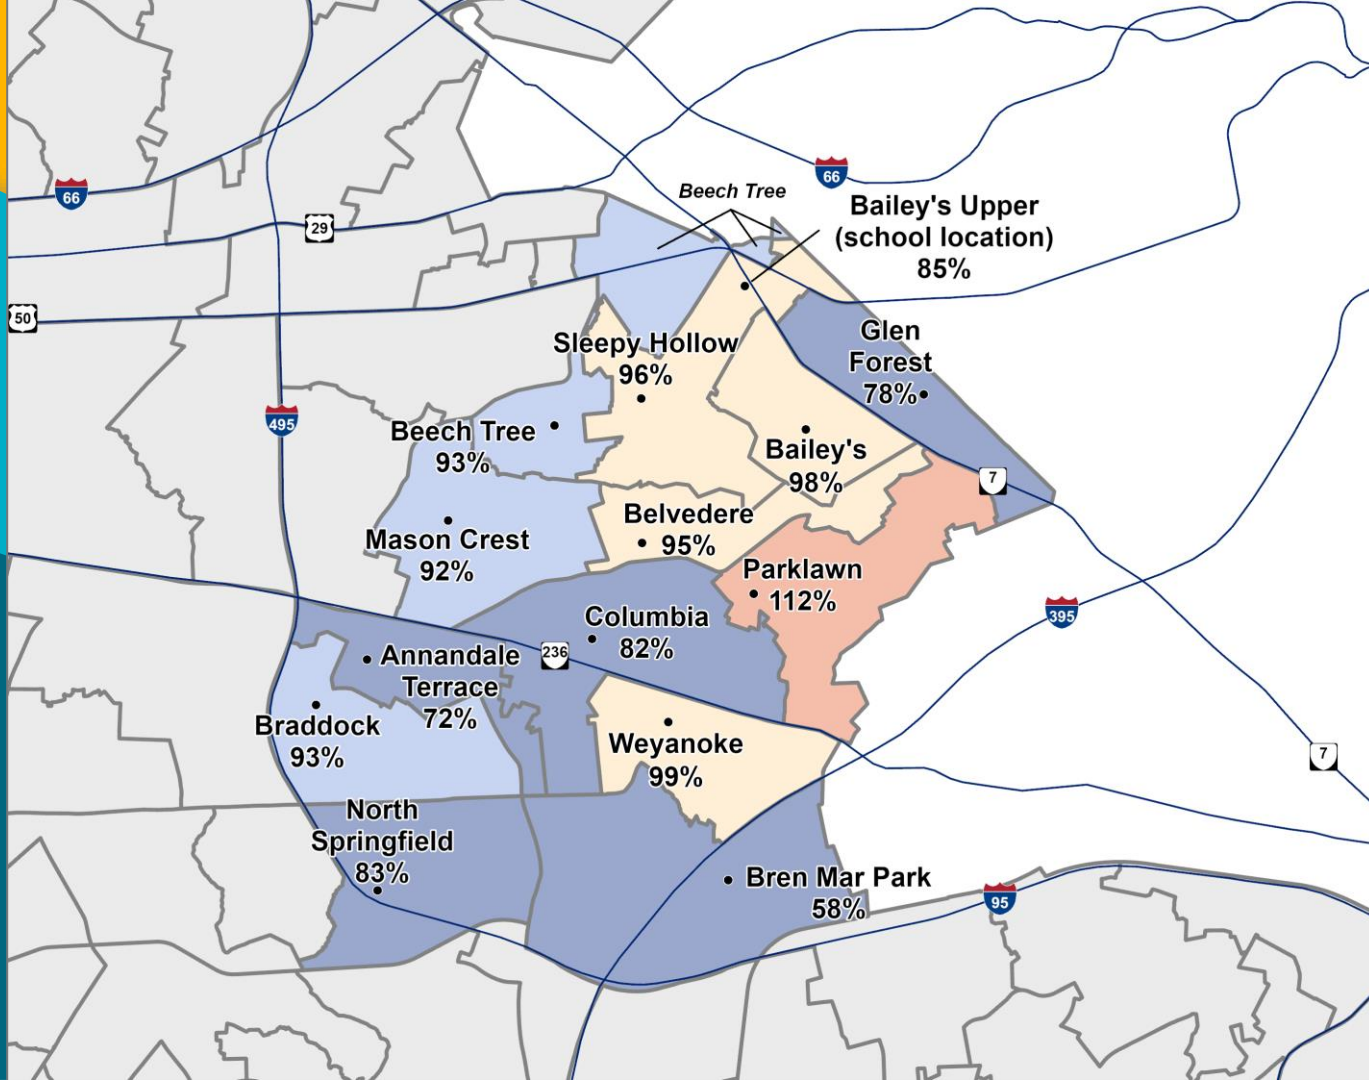 Beech Tree
66
Bailey's Upper
(school location)
85%
66
29
50
Glen
Forest
78%
Sleepy Hollow
96%
495
Beech Tree
93%
Bailey's
98%
7
Belvedere
95%
Mason Crest
92%
Parklawn
112%
395
Columbia
82%
236
Annandale
Terrace
72%
Braddock
93%
Weyanoke
99%
7
North
Springfield
83%
Bren Mar Park
58%
95